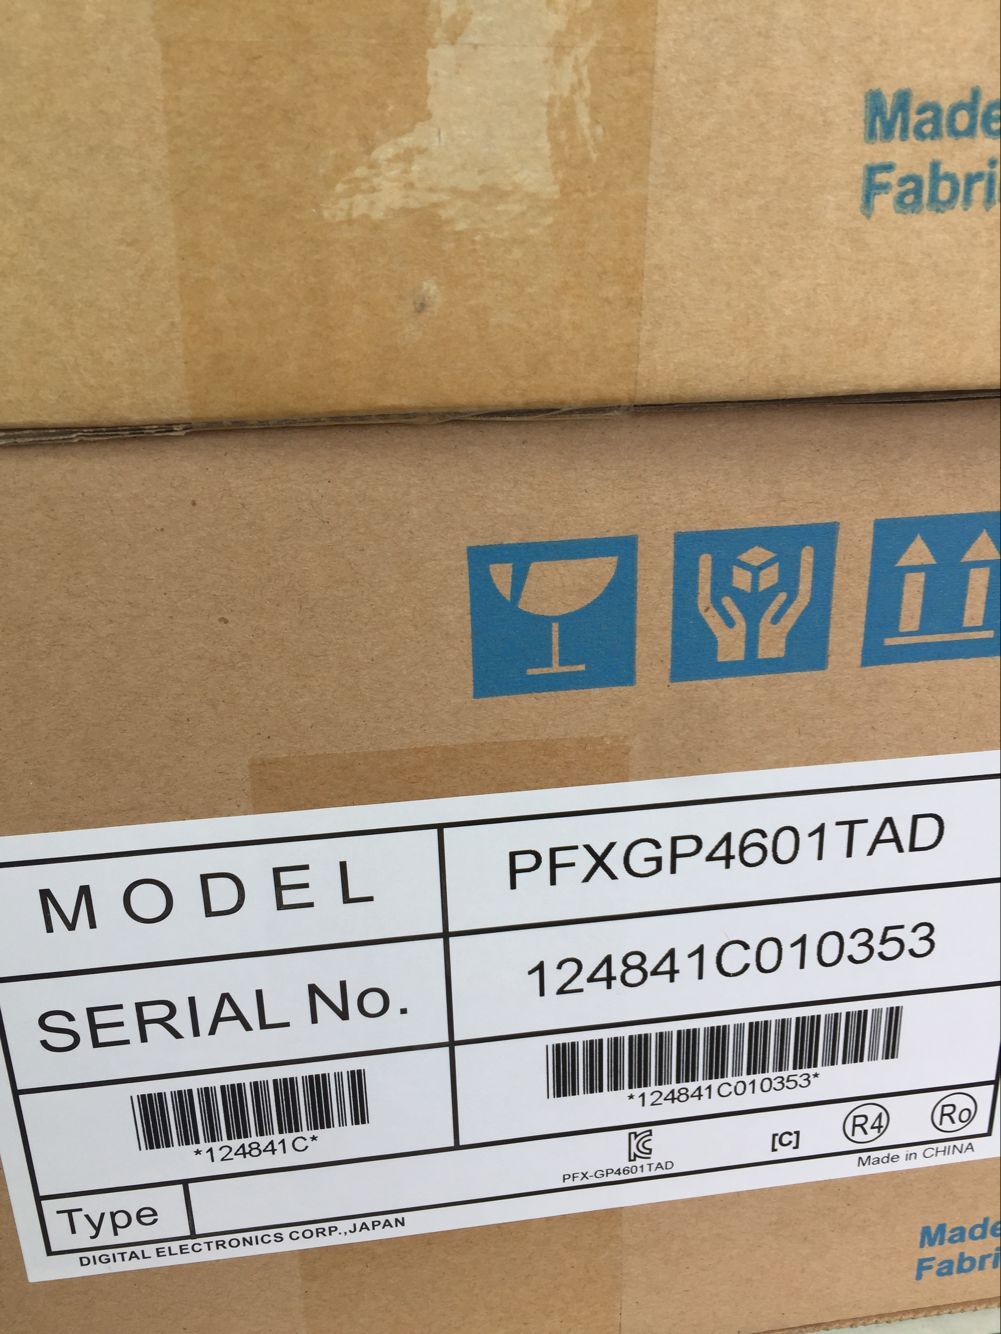 Made
Fabri
MODEL
PFXGP4601TAD
SERIAL No.
124841C010353
*124841C*
*124841C010353*
PFX-GP4601TAD
[C]
R4
Ro
Made in CHINA
Type
DIGITAL ELECTRONICS CORP.,JAPAN
Made
Fabri